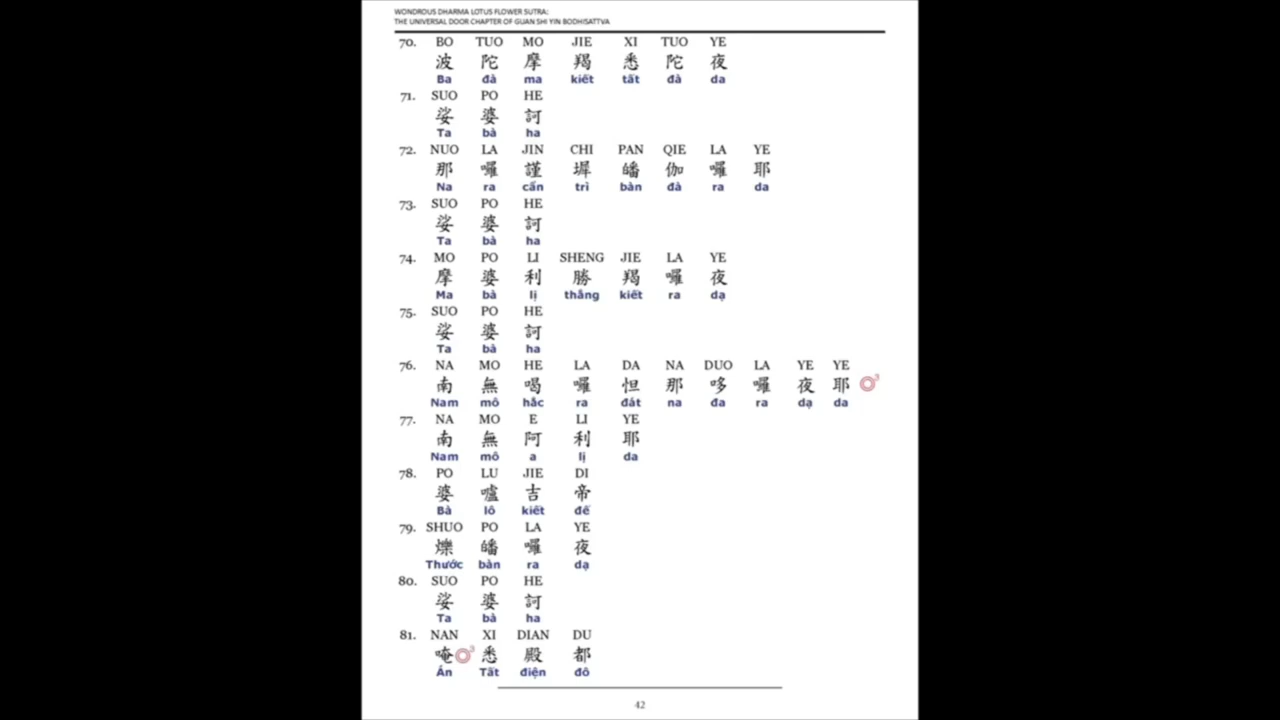 WONDROUS DHARMA LOTUS FLOWER SUTRA:
THE UNIVERSAL DOOR CHAPTER OF GUAN SHI YIN BODHISATTVA
70. BO TUO MO JIE XI TUO YE
波 陀 摩 羯 悉 陀 夜
Ba đà ma kiết tất đà da
71. SUO PO HE
娑 婆 訶
Ta bà ha
72. NUO LA JIN CHI PAN QIE LA YE
那 囉 謹 墀 皤 伽 囉 耶
Na ra cẩn trì bàn đà ra da
73. SUO PO HE
娑 婆 訶
Ta bà ha
74. MO PO LI SHENG JIE LA YE
摩 婆 利 勝 羯 囉 夜
Ma bà lị thắng kiết ra dạ
75. SUO PO HE
娑 婆 訶
Ta bà ha
76. NA MO HE LA DA NA DUO LA YE YE
南 無 喝 囉 怛 那 哆 囉 夜 耶
Nam mô hắc ra đát na đa ra dạ da
77. NA MO E LI YE
南 無 阿 利 耶
Nam mô a lị da
78. PO LU JIE DI
婆 嚧 吉 帝
Bà lô kiết đế
79. SHUO PO LA YE
爍 皤 囉 夜
Thước bàn ra dạ
80. SUO PO HE
娑 婆 訶
Ta bà ha
81. NAN XI DIAN DU
唵 悉 殿 都
Án Tất điện đô
42